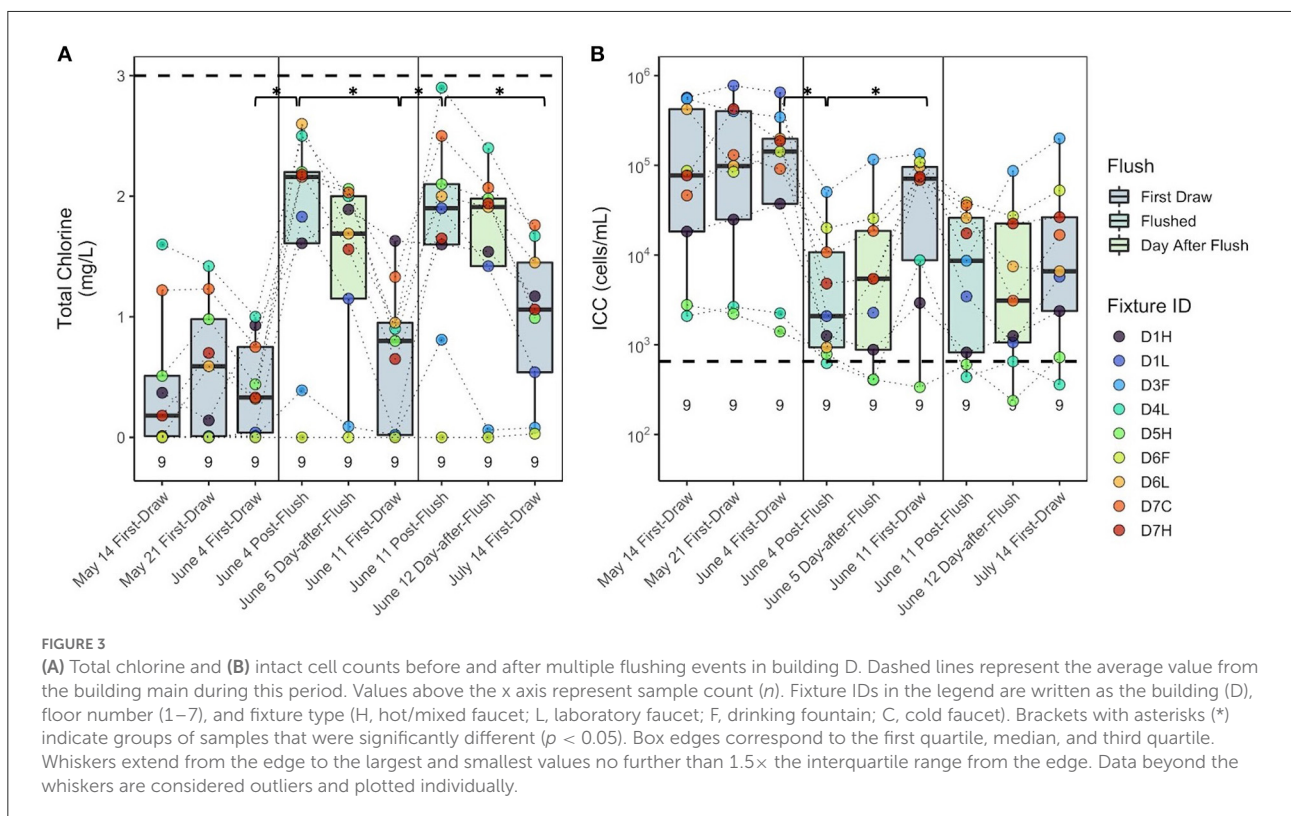 A
B
Total Chlorine
(mg/L)
3
2
1
0
* * * *
9 9 9 9 9 9 9 9 9
May 14 First-Draw
May 21 First-Draw
June 4 First-Draw
June 4 Post-Flush
June 5 Day-after-Flush
June 11 First-Draw
June 11 Post-Flush
June 12 Day-after-Flush
July 14 First-Draw
ICC (cells/mL)
10⁶
10⁵
10⁴
10³
10²
* *
9 9 9 9 9 9 9 9 9
May 14 First-Draw
May 21 First-Draw
June 4 First-Draw
June 4 Post-Flush
June 5 Day-after-Flush
June 11 First-Draw
June 11 Post-Flush
June 12 Day-after-Flush
July 14 First-Draw
Flush
First Draw
Flushed
Day After Flush
Fixture ID
D1H
D1L
D3F
D4L
D5H
D6F
D6L
D7C
D7H
FIGURE 3
(A) Total chlorine and (B) intact cell counts before and after multiple flushing events in building D. Dashed lines represent the average value from
the building main during this period. Values above the x axis represent sample count (n). Fixture IDs in the legend are written as the building (D),
floor number (1–7), and fixture type (H, hot/mixed faucet; L, laboratory faucet; F, drinking fountain; C, cold faucet). Brackets with asterisks (*)
indicate groups of samples that were significantly different (p < 0.05). Box edges correspond to the first quartile, median, and third quartile.
Whiskers extend from the edge to the largest and smallest values no further than 1.5× the interquartile range from the edge. Data beyond the
whiskers are considered outliers and plotted individually.